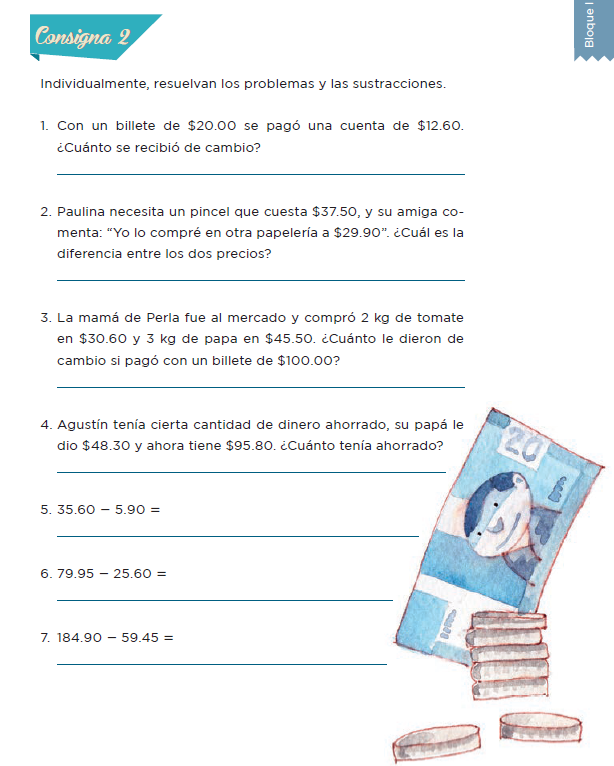 Consigna 2
Bloque I
Individualmente, resuelvan los problemas y las sustracciones.
1. Con un billete de $20.00 se pagó una cuenta de $12.60.
¿Cuánto se recibió de cambio?
2. Paulina necesita un pincel que cuesta $37.50, y su amiga co-
menta: “Yo lo compré en otra papelería a $29.90”. ¿Cuál es la
diferencia entre los dos precios?
3. La mamá de Perla fue al mercado y compró 2 kg de tomate
en $30.60 y 3 kg de papa en $45.50. ¿Cuánto le dieron de
cambio si pagó con un billete de $100.00?
4. Agustín tenía cierta cantidad de dinero ahorrado, su papá le
dio $48.30 y ahora tiene $95.80. ¿Cuánto tenía ahorrado?
20
5. 35.60 − 5.90 =
6. 79.95 − 25.60 =
7. 184.90 − 59.45 =